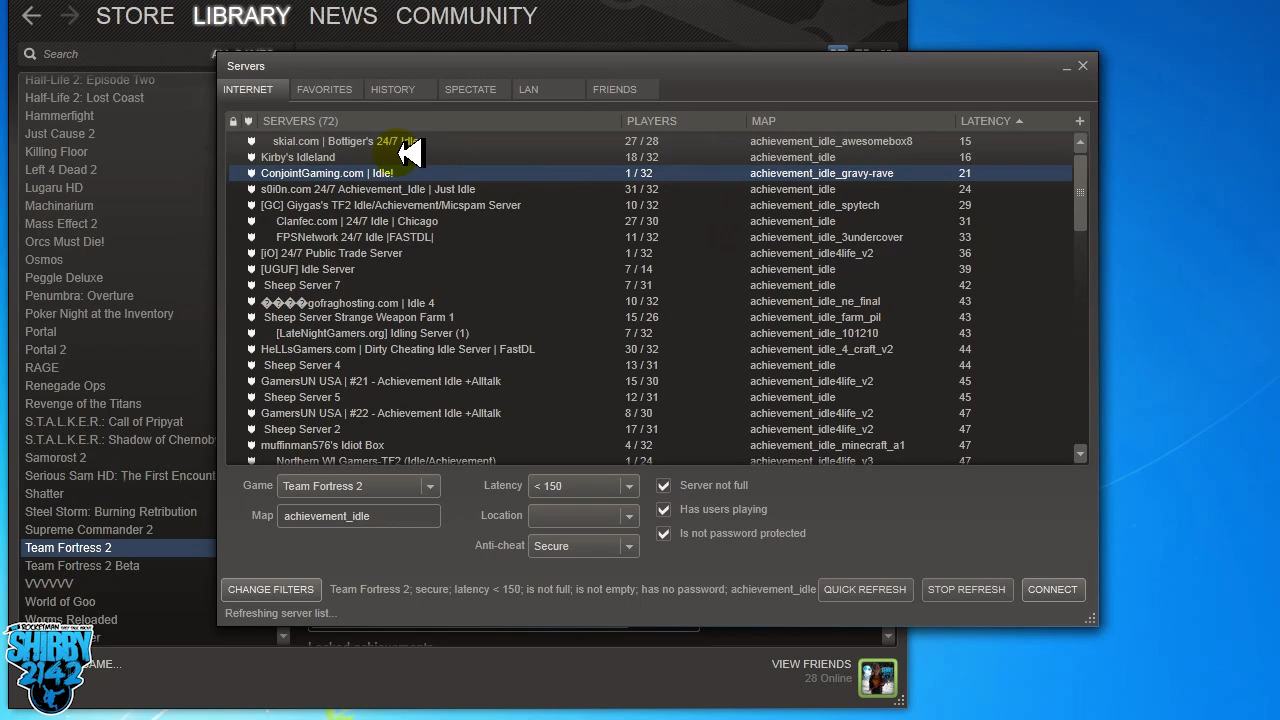 STORE LIBRARY NEWS COMMUNITY
Search
Servers
INTERNET FAVORITES HISTORY SPECTATE LAN FRIENDS
SERVERS (72) PLAYERS MAP LATENCY
skial.com | Bottiger's 24/7 Idle 27 / 28 achievement_idle_awesomebox8 15
Kirby's Idleland 18 / 32 achievement_idle 16
ConjointGaming.com | Idle! 1 / 32 achievement_idle_gravy-rave 21
s0i0n.com 24/7 Achievement_Idle | Just Idle 31 / 32 achievement_idle 24
[GC] Giygas's TF2 Idle/Achievement/Micspam Server 10 / 32 achievement_idle_spytech 29
Clanfec.com | 24/7 Idle | Chicago 27 / 30 achievement_idle 31
FPSNetwork 24/7 Idle |FASTDL| 11 / 32 achievement_idle_3undercover 33
[iO] 24/7 Public Trade Server 1 / 32 achievement_idle4life_v2 36
[UGUF] Idle Server 7 / 14 achievement_idle 39
Sheep Server 7 7 / 31 achievement_idle 42
����gofraghosting.com | Idle 4 10 / 32 achievement_idle_ne_final 43
Sheep Server Strange Weapon Farm 1 15 / 26 achievement_idle_farm_pil 43
[LateNightGamers.org] Idling Server (1) 7 / 32 achievement_idle_101210 43
HeLLsGamers.com | Dirty Cheating Idle Server | FastDL 30 / 32 achievement_idle_4_craft_v2 44
Sheep Server 4 13 / 31 achievement_idle 44
GamersUN USA | #21 - Achievement Idle +Alltalk 15 / 30 achievement_idle4life_v2 45
Sheep Server 5 12 / 31 achievement_idle 45
GamersUN USA | #22 - Achievement Idle +Alltalk 8 / 30 achievement_idle4life_v2 47
Sheep Server 2 17 / 31 achievement_idle4life_v2 47
muffinman576's Idiot Box 4 / 32 achievement_idle_minecraft_a1 47
Northern WI Gamers-TF2 (Idle/Achievement) 1 / 24 achievement_idle4life_v3 47
Game Team Fortress 2 Latency < 150 Server not full
Map achievement_idle Location Has users playing
Anti-cheat Secure Is not password protected
CHANGE FILTERS Team Fortress 2; secure; latency < 150; is not full; is not empty; has no password; achievement_idle QUICK REFRESH STOP REFRESH CONNECT
Refreshing server list...
Half-Life 2: Episode Two
Half-Life 2: Lost Coast
Hammerfight
Just Cause 2
Killing Floor
Left 4 Dead 2
Lugaru HD
Machinarium
Mass Effect 2
Orcs Must Die!
Osmos
Peggle Deluxe
Penumbra: Overture
Poker Night at the Inventory
Portal
Portal 2
RAGE
Renegade Ops
Revenge of the Titans
S.T.A.L.K.E.R.: Call of Pripyat
S.T.A.L.K.E.R.: Shadow of Chernob
Samorost 2
Serious Sam HD: The First Encount
Shatter
Steel Storm: Burning Retribution
Supreme Commander 2
Team Fortress 2
Team Fortress 2 Beta
VVVVVV
World of Goo
Worms Reloaded
GAME...
VIEW FRIENDS
28 Online
SHIBBY
2142